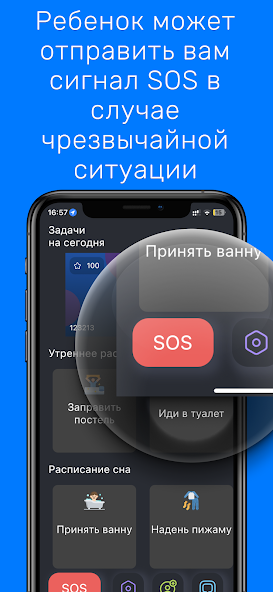 Ребенок может
отправить вам
сигнал SOS в
случае
чрезвычайной
ситуации
16:57
Задачи
на сегодня
100
123213
Принять ванну
SOS
Утреннее рас
Заправить
постель
Иди в туалет
Расписание сна
Принять ванну
Надень пижаму
SOS